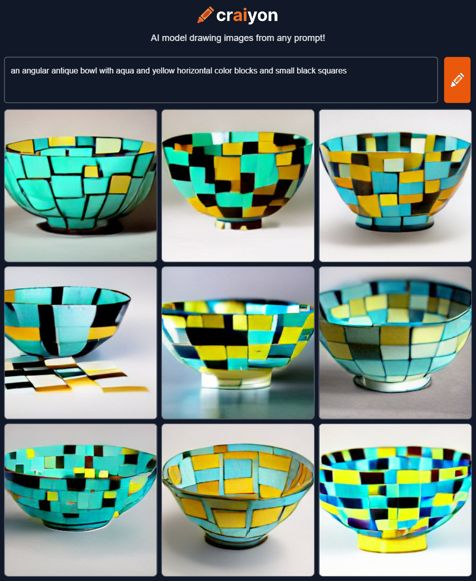 craiyon
AI model drawing images from any prompt!
an angular antique bowl with aqua and yellow horizontal color blocks and small black squares